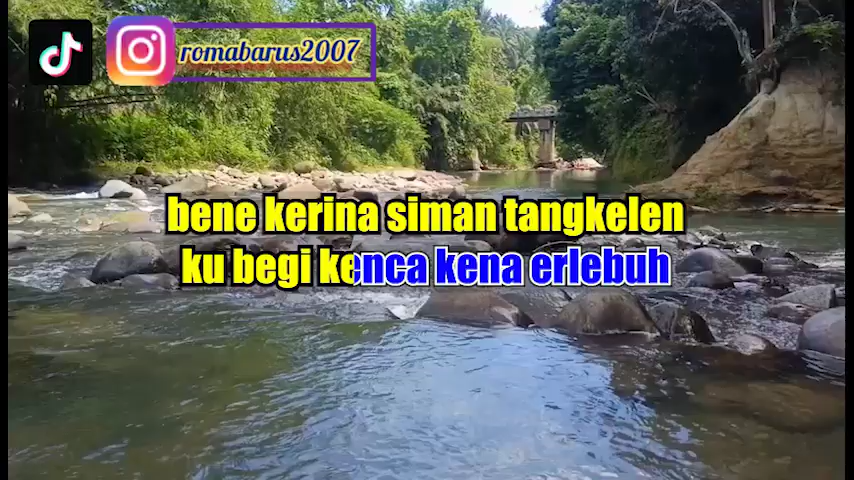 romabarus2007
bene kerina siman tangkelen
ku begi kenca kena erlebuh